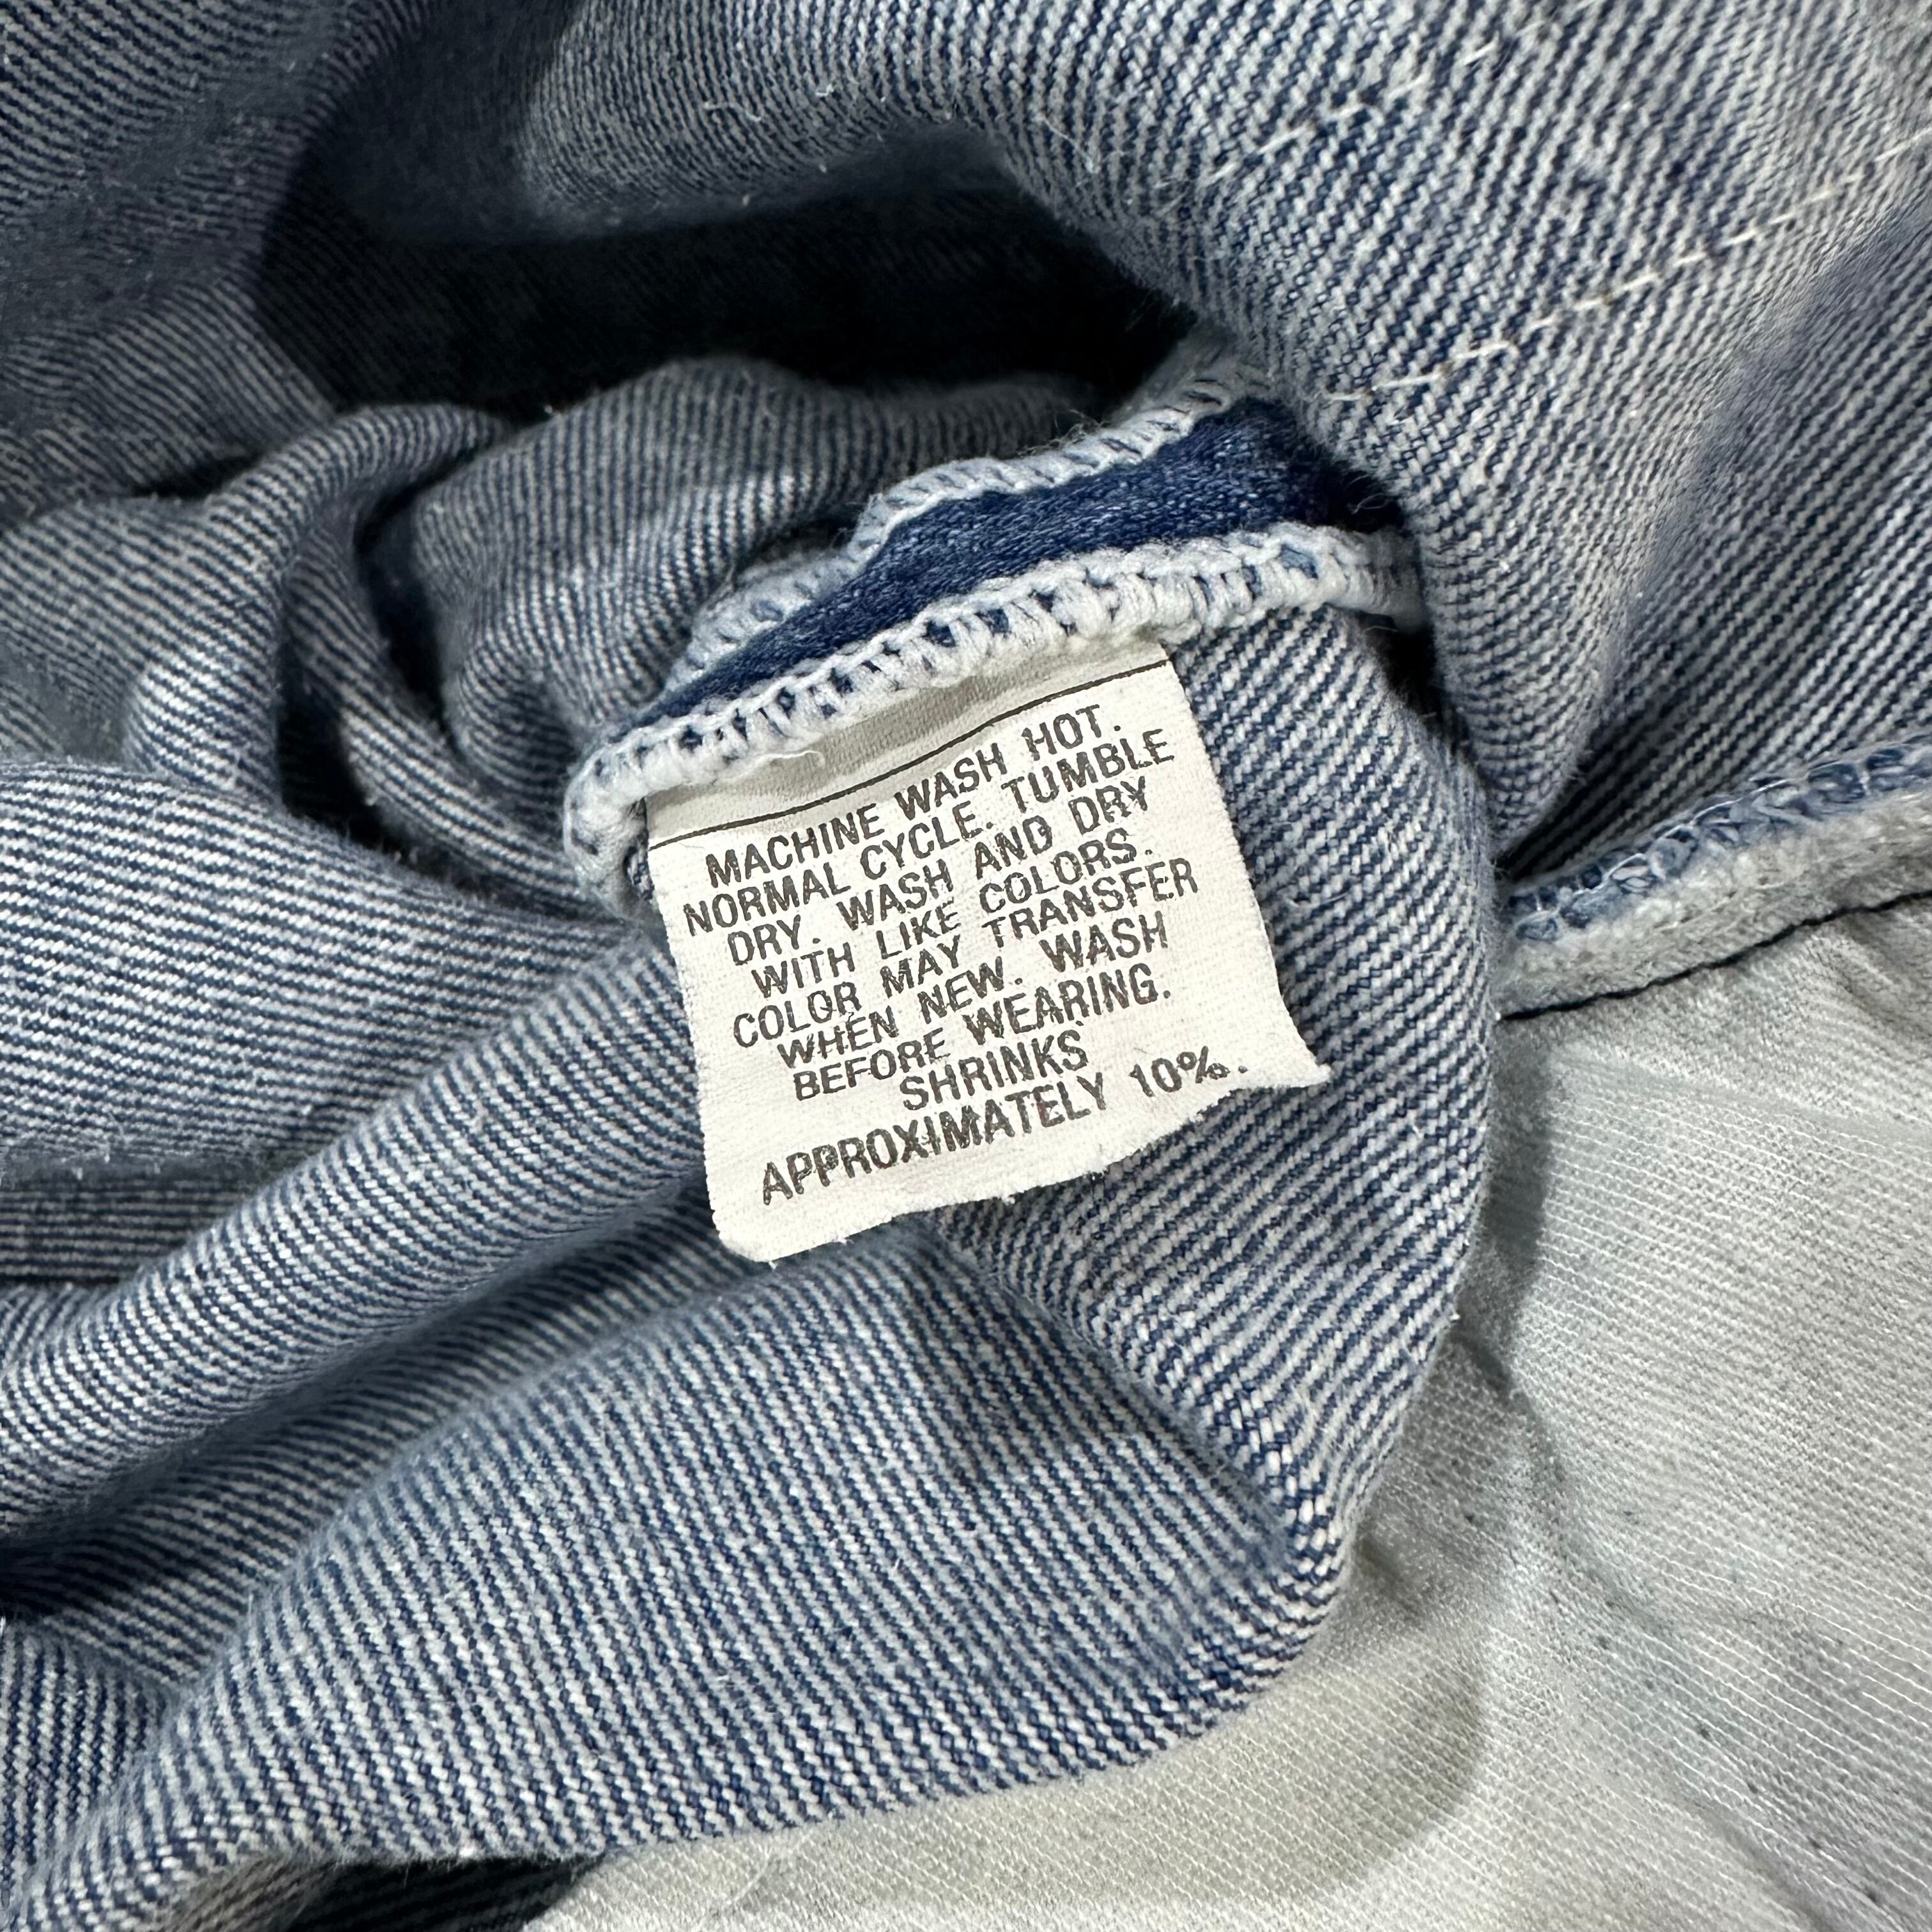 MACHINE WASH HOT.
NORMAL CYCLE. TUMBLE
DRY. WASH AND DRY
WITH LIKE COLORS.
COLOR MAY TRANSFER
WHEN NEW. WASH
BEFORE WEARING.
SHRINKS
APPROXIMATELY 10%.